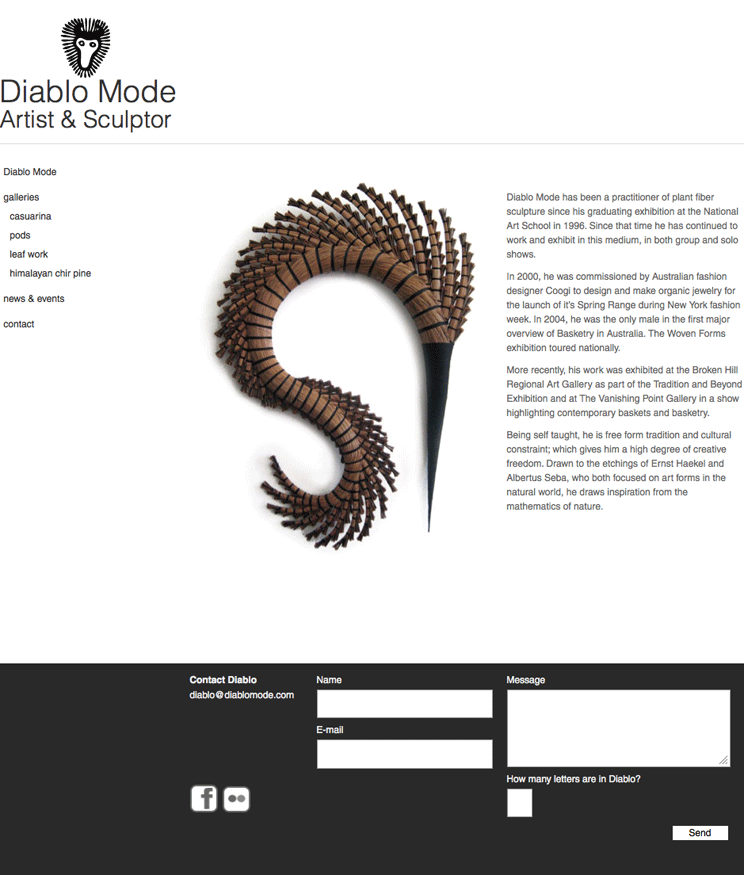 Diablo Mode
Artist & Sculptor
Diablo Mode
galleries
casuarina
pods
leaf work
himalayan chir pine
news & events
contact
Diablo Mode has been a practitioner of plant fiber
sculpture since his graduating exhibition at the National
Art School in 1996. Since that time he has continued to
work and exhibit in this medium, in both group and solo
shows.
In 2000, he was commissioned by Australian fashion
designer Coogi to design and make organic jewelry for
the launch of it's Spring Range during New York fashion
week. In 2004, he was the only male in the first major
overview of Basketry in Australia. The Woven Forms
exhibition toured nationally.
More recently, his work was exhibited at the Broken Hill
Regional Art Gallery as part of the Tradition and Beyond
Exhibition and at The Vanishing Point Gallery in a show
highlighting contemporary baskets and basketry.
Being self taught, he is free form tradition and cultural
constraint; which gives him a high degree of creative
freedom. Drawn to the etchings of Ernst Haekel and
Albertus Seba, who both focused on art forms in the
natural world, he draws inspiration from the
mathematics of nature.
Contact Diablo
diablo@diablomode.com
Name
E-mail
Message
How many letters are in Diablo?
f
Send